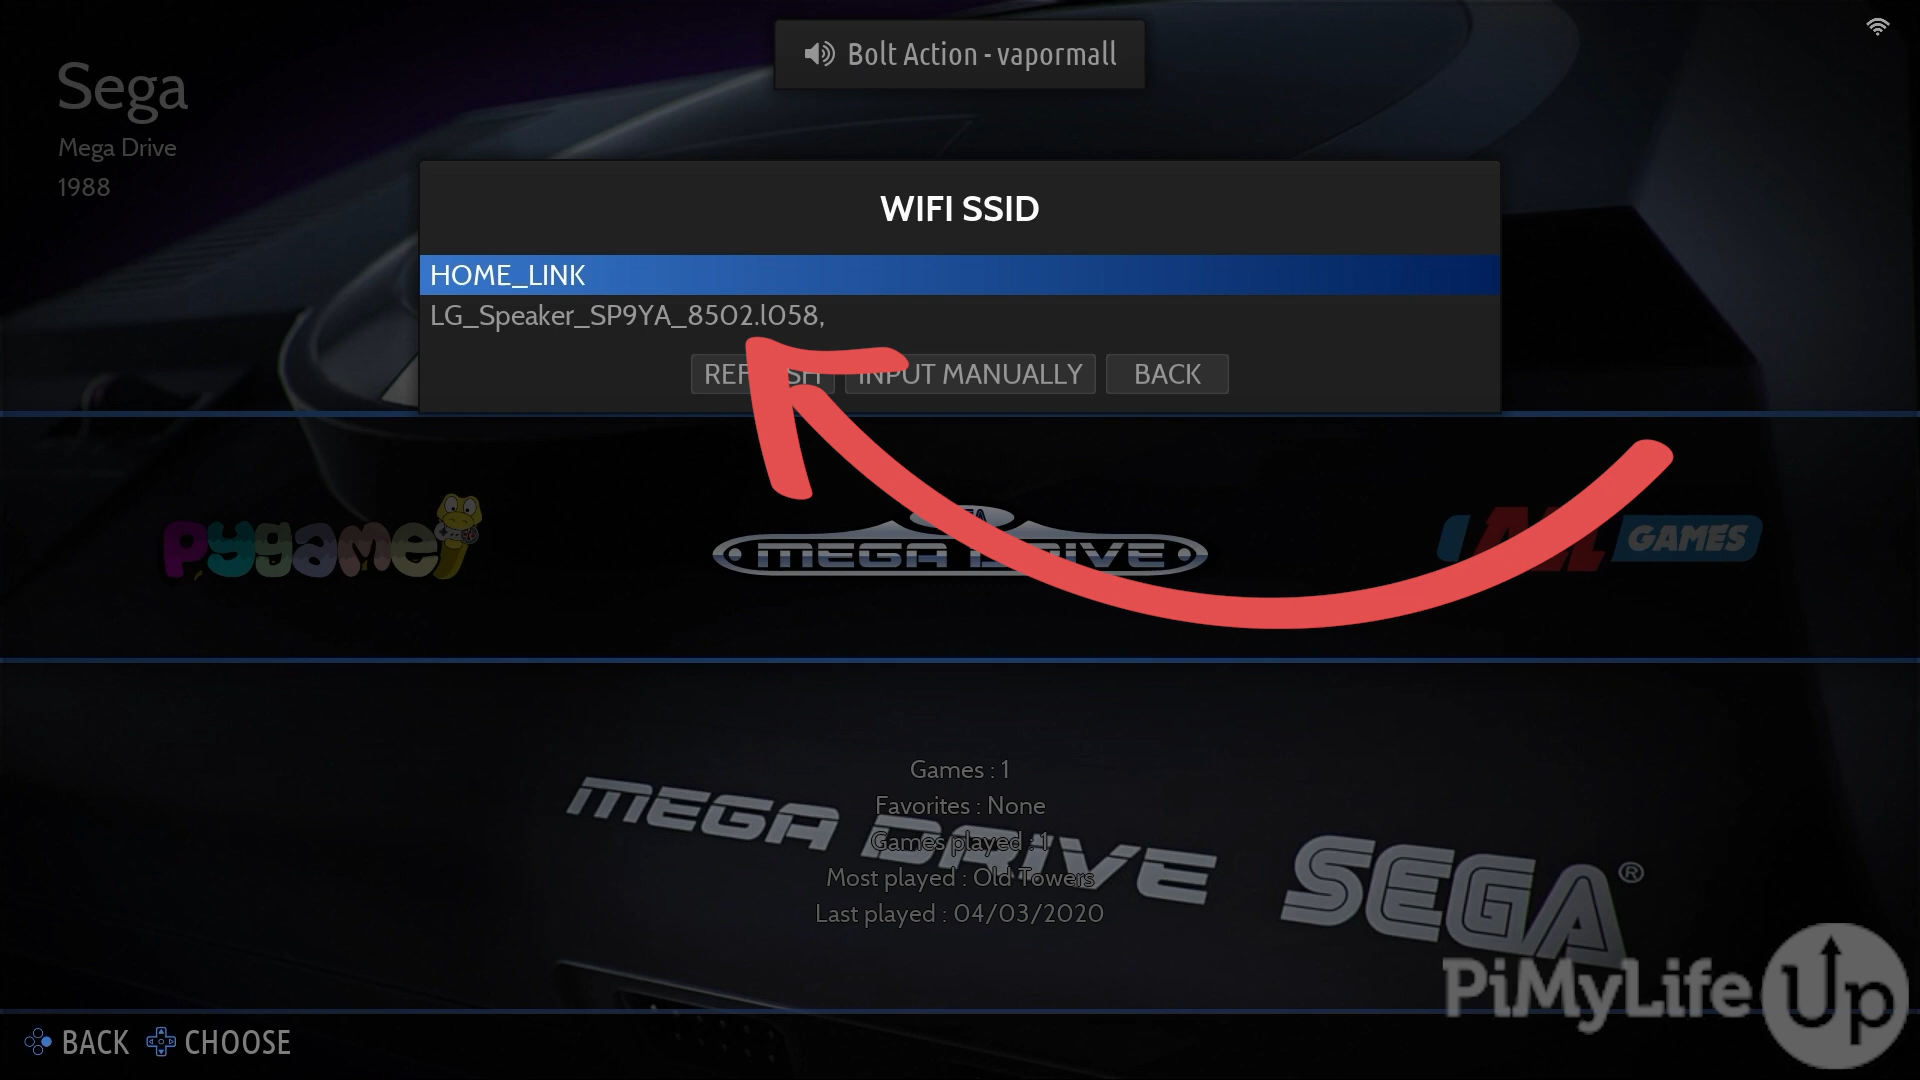 Bolt Action - vapormall
Sega
Mega Drive
1988
WIFI SSID
HOME_LINK
LG_Speaker_SP9YA_8502.l058,
INPUT MANUALLY
BACK
pygame
MEGA DRIVE
GAMES
Games : 1
Favorites : None
Games played : 1
Most played : Old Towers
Last played : 04/03/2020
MEGA DRIVE
SEGA®
PiMyLifeUp
BACK
CHOOSE